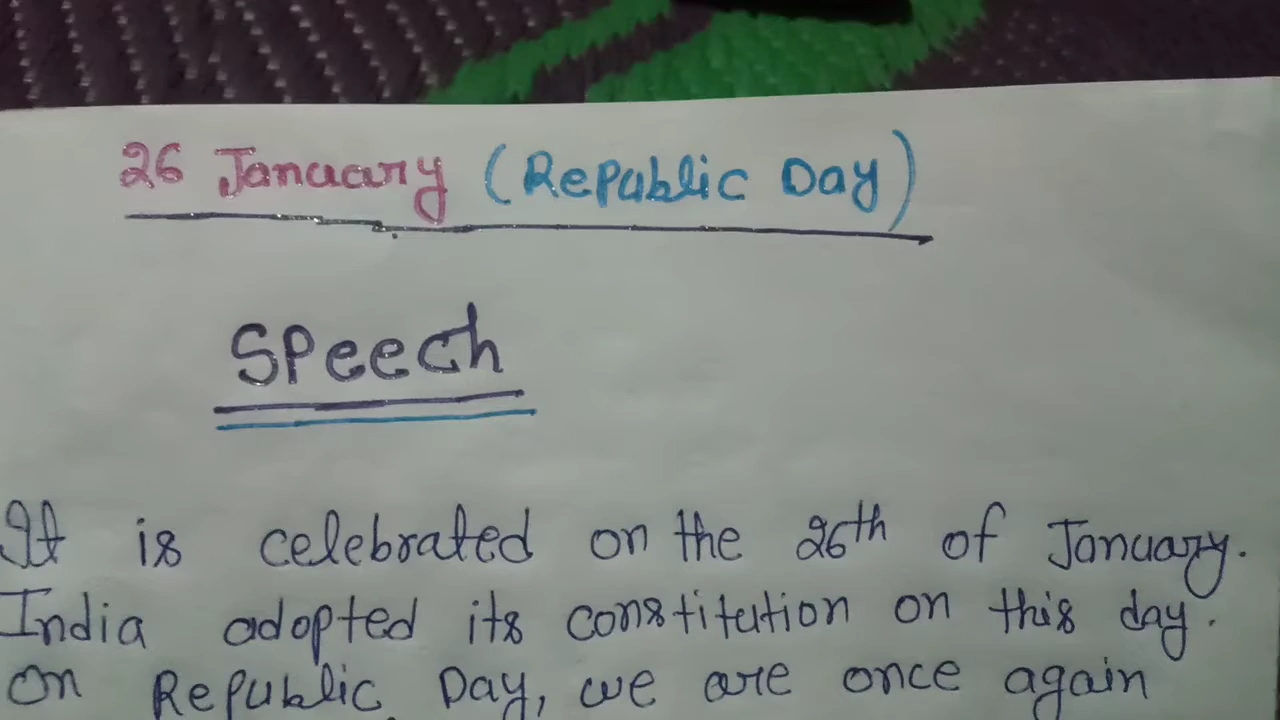 26 January (Republic Day)
Speech
It is celebrated on the 26th of January.
India adopted its constitution on this day.
On Republic Day, we are once again